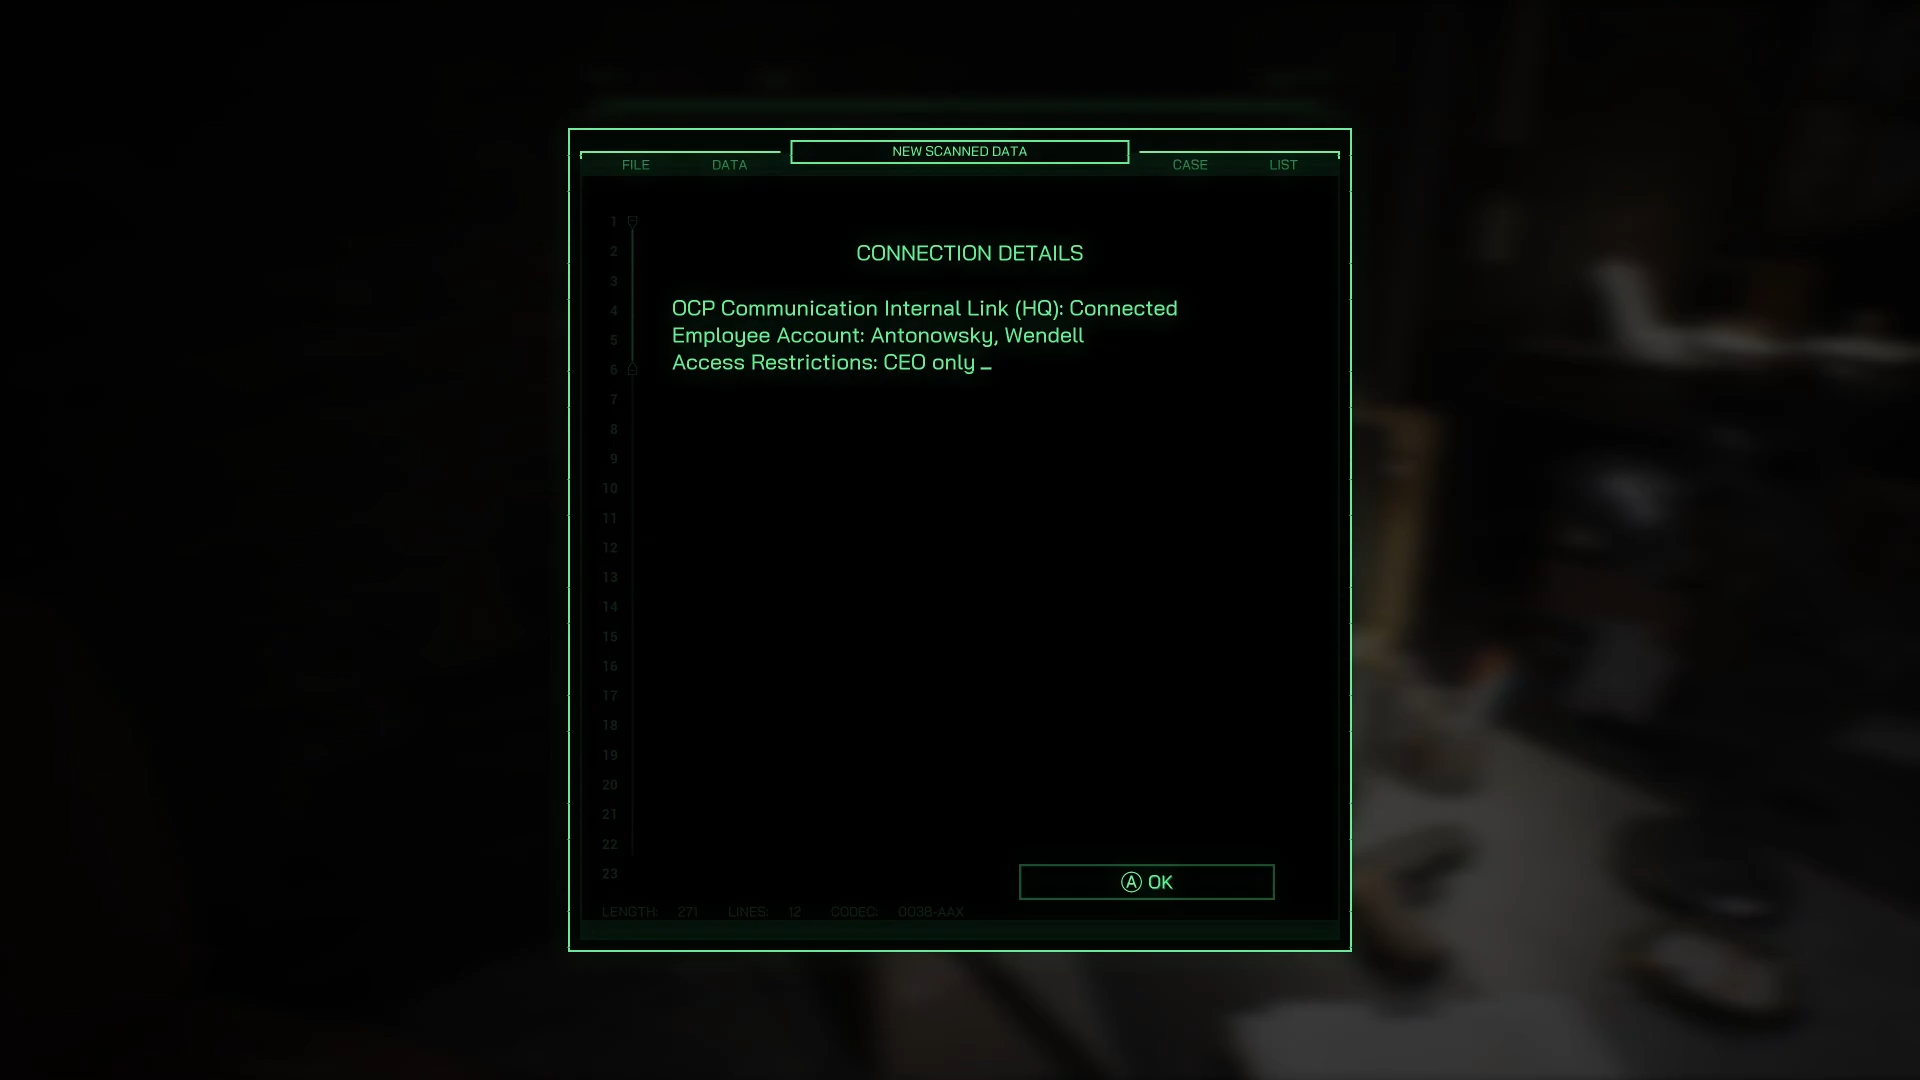 NEW SCANNED DATA
FILE DATA CASE LIST
CONNECTION DETAILS
OCP Communication Internal Link (HQ): Connected
Employee Account: Antonowsky, Wendell
Access Restrictions: CEO only _
1
2
3
4
5
6
7
8
9
10
11
12
13
14
15
16
17
18
19
20
21
22
23
Ⓐ OK
LENGTH: 271 LINES: 12 CODEC: 0038-AAX